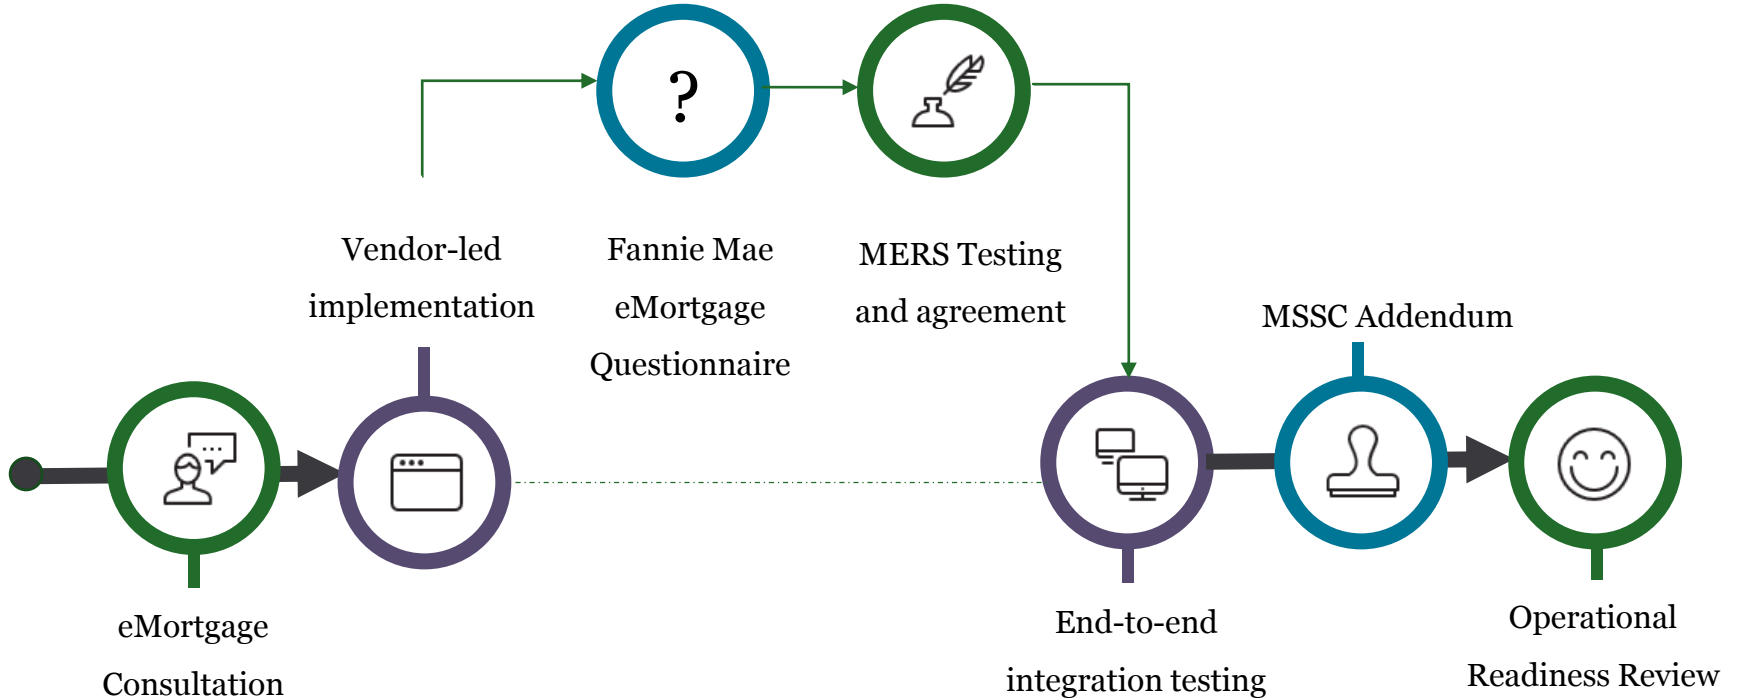 ?
Vendor-led
implementation
Fannie Mae
eMortgage
Questionnaire
MERS Testing
and agreement
MSSC Addendum
eMortgage
Consultation
End-to-end
integration testing
Operational
Readiness Review